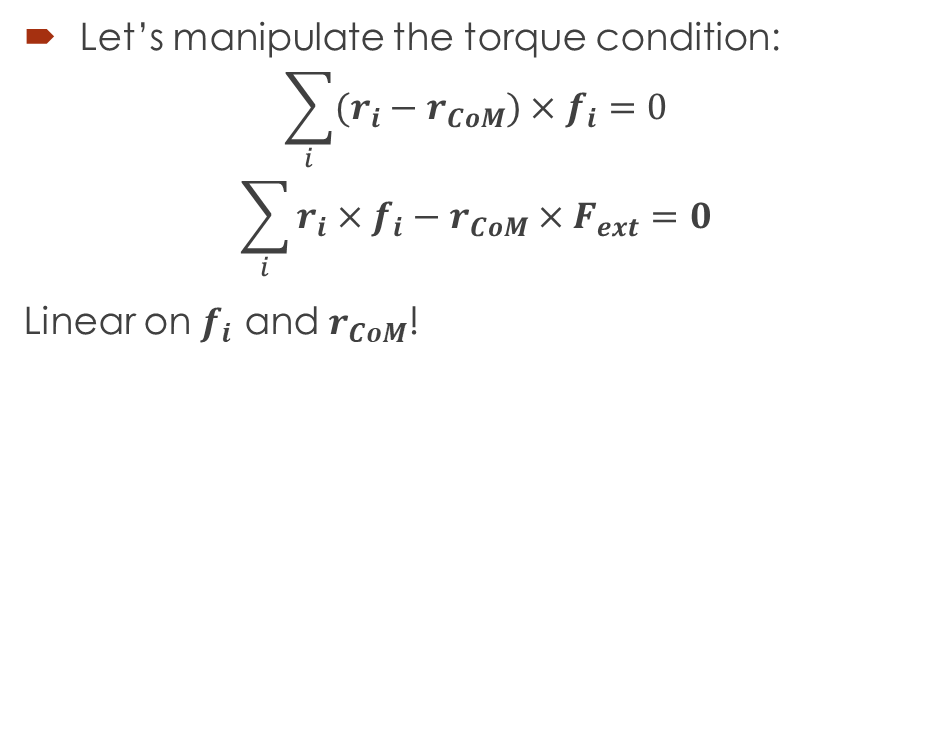 Let's manipulate the torque condition:
∑ᵢ(rᵢ − r_CoM) × fᵢ = 0
∑ᵢ rᵢ × fᵢ − r_CoM × F_ext = 0
Linear on fᵢ and r_CoM!